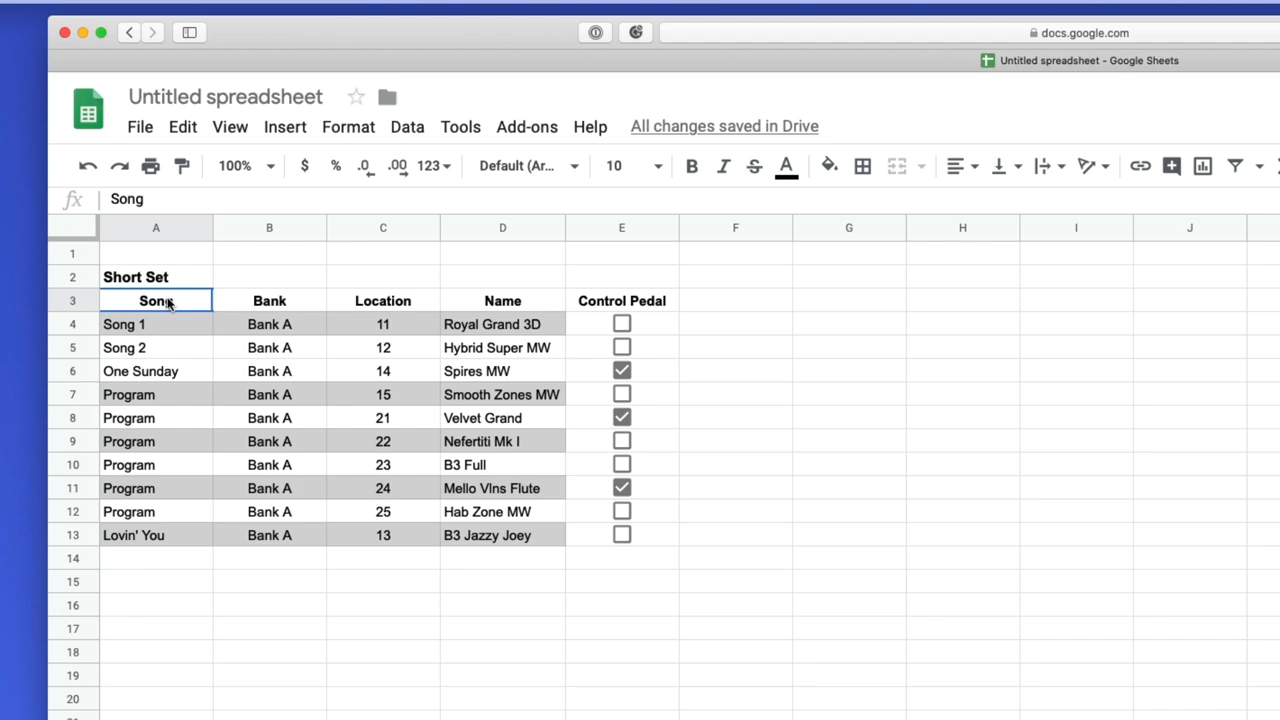 docs.google.com
Untitled spreadsheet - Google Sheets
Untitled spreadsheet
File Edit View Insert Format Data Tools Add-ons Help All changes saved in Drive
100% $ % .0 .00 123 Default (Ar... 10 B I S A
fx Song
A B C D E F G H I J
1
2 Short Set
3 Song Bank Location Name Control Pedal
4 Song 1 Bank A 11 Royal Grand 3D
5 Song 2 Bank A 12 Hybrid Super MW
6 One Sunday Bank A 14 Spires MW
7 Program Bank A 15 Smooth Zones MW
8 Program Bank A 21 Velvet Grand
9 Program Bank A 22 Nefertiti Mk I
10 Program Bank A 23 B3 Full
11 Program Bank A 24 Mello Vlns Flute
12 Program Bank A 25 Hab Zone MW
13 Lovin' You Bank A 13 B3 Jazzy Joey
14
15
16
17
18
19
20